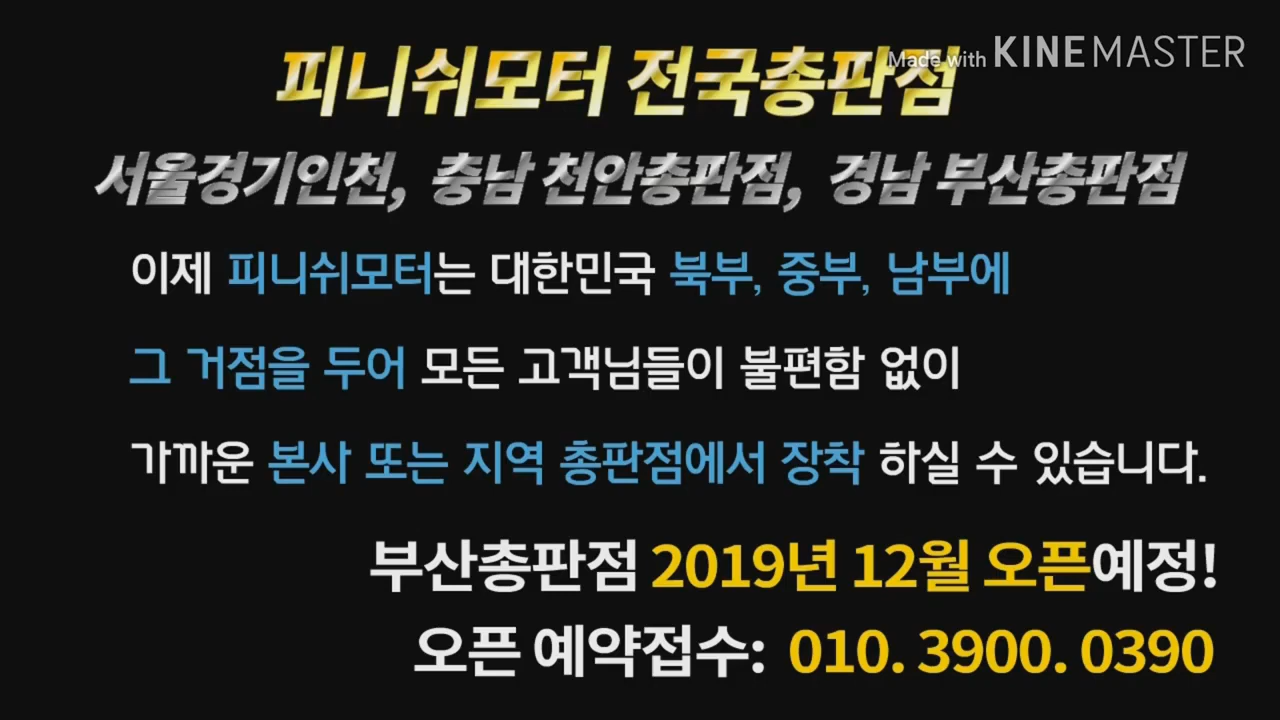 Made with KINEMASTER
피니쉬모터 전국총판점
서울경기인천, 충남 천안총판점, 경남 부산총판점
이제 피니쉬모터는 대한민국 북부, 중부, 남부에
그 거점을 두어 모든 고객님들이 불편함 없이
가까운 본사 또는 지역 총판점에서 장착 하실 수 있습니다.
부산총판점 2019년 12월 오픈예정!
오픈 예약접수: 010. 3900. 0390